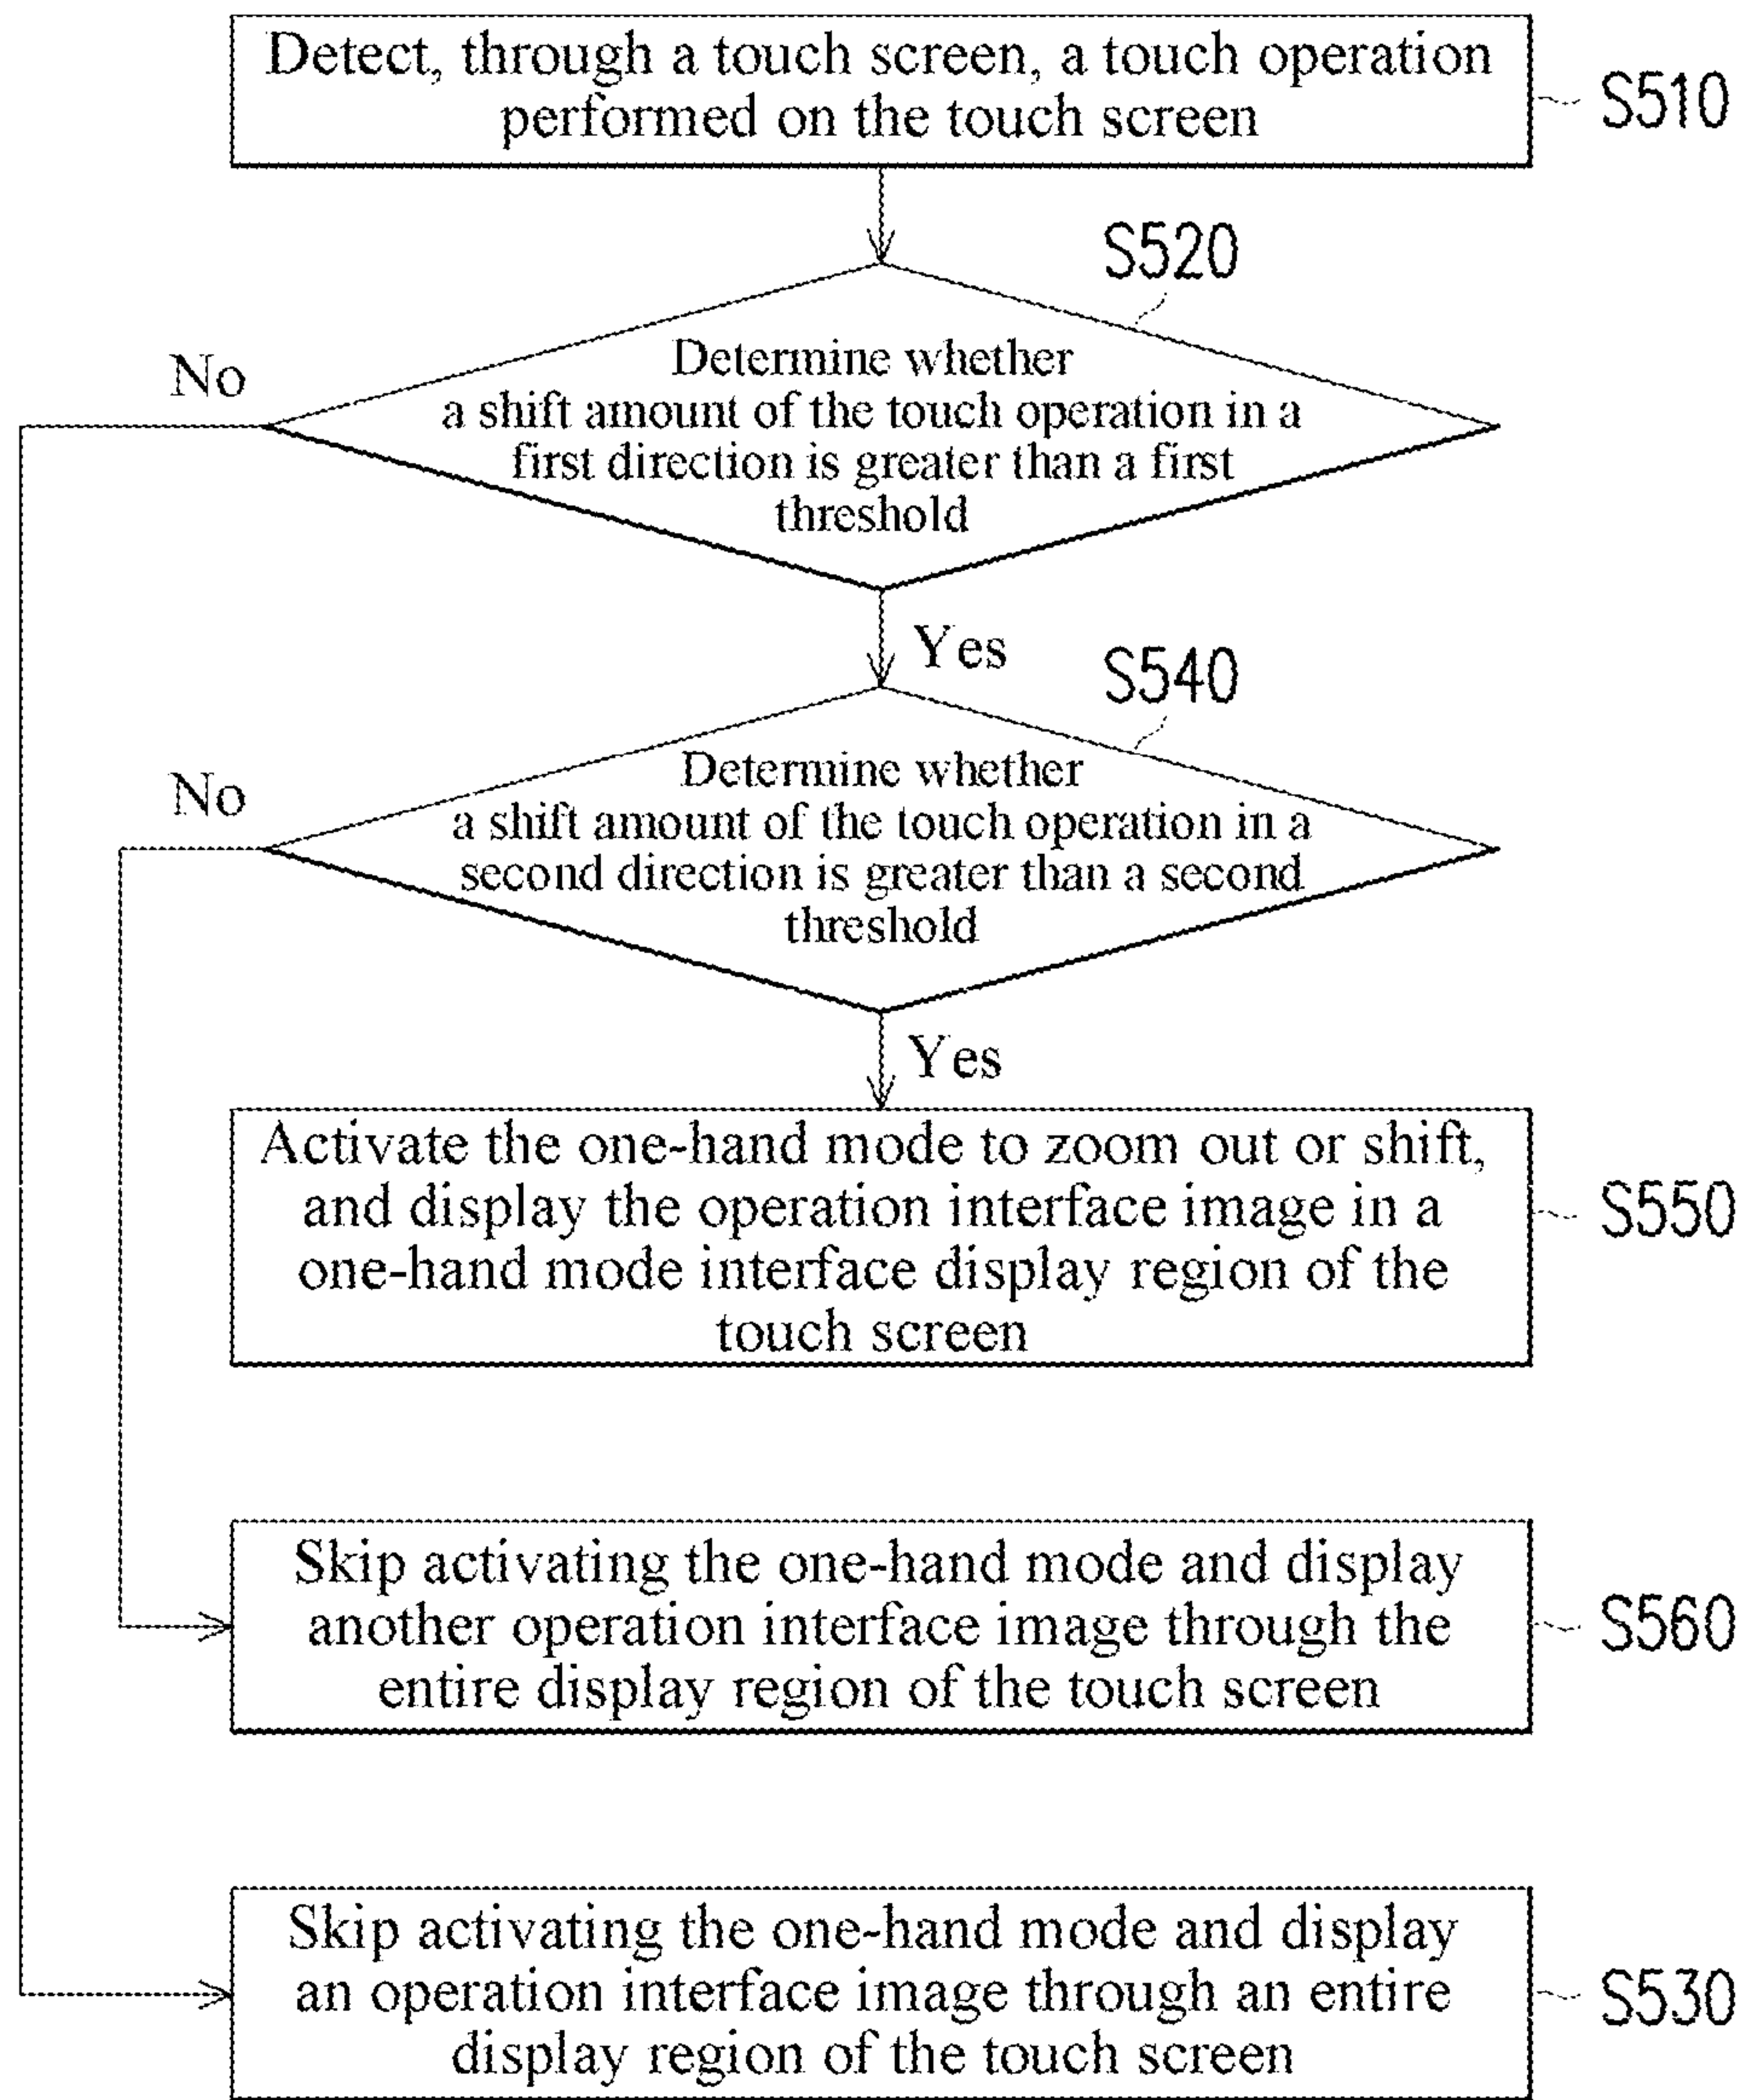 Detect, through a touch screen, a touch operation
performed on the touch screen
S510
S520
Determine whether
a shift amount of the touch operation in a
first direction is greater than a first
threshold
No
Yes
S540
Determine whether
a shift amount of the touch operation in a
second direction is greater than a second
threshold
No
Yes
Activate the one-hand mode to zoom out or shift,
and display the operation interface image in a
one-hand mode interface display region of the
touch screen
S550
Skip activating the one-hand mode and display
another operation interface image through the
entire display region of the touch screen
S560
Skip activating the one-hand mode and display
an operation interface image through an entire
display region of the touch screen
S530